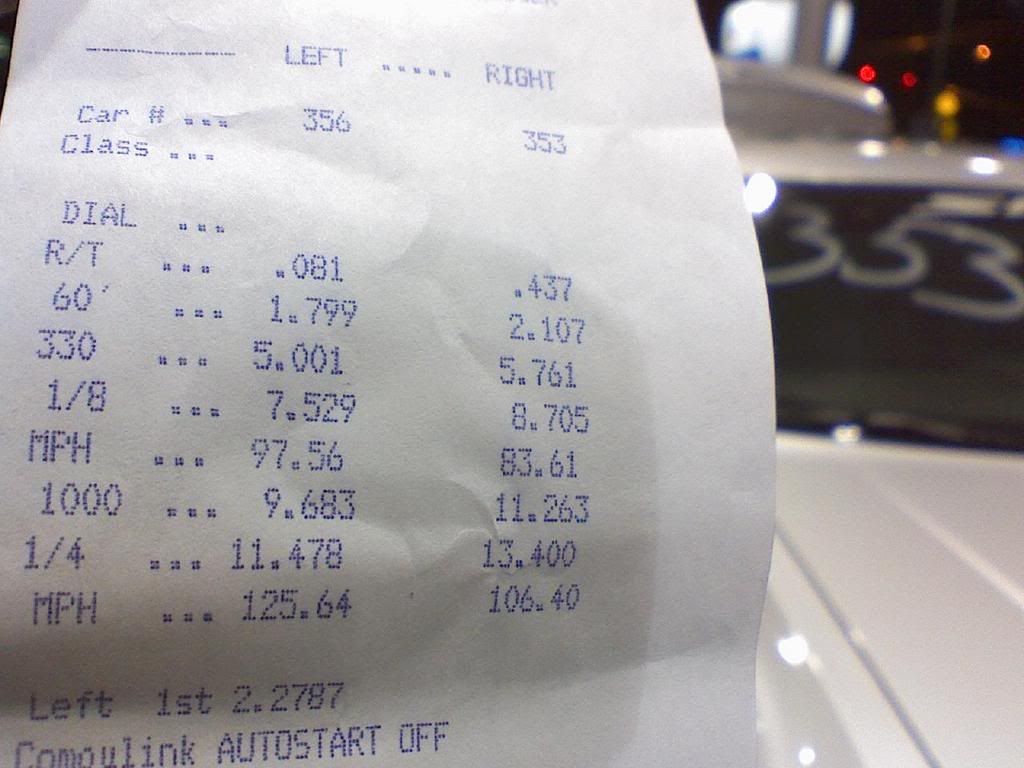 ---------- LEFT ..... RIGHT
Car # ... 356 353
Class ...
DIAL ...
R/T ... .081 .437
60' ... 1.799 2.107
330 ... 5.001 5.761
1/8 ... 7.529 8.705
MPH ... 97.56 83.61
1000 ... 9.683 11.263
1/4 ... 11.478 13.400
MPH ... 125.64 106.40
Left 1st 2.2787
Compulink AUTOSTART OFF
353